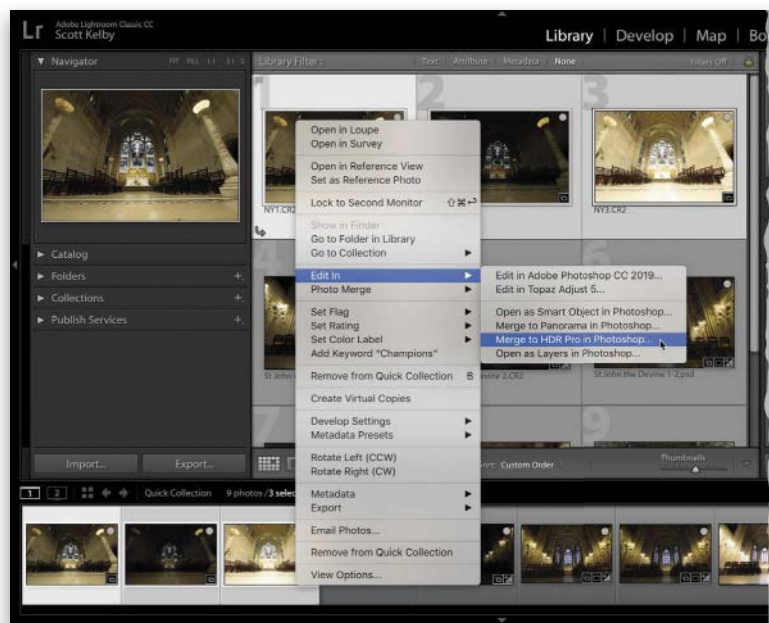 Lr Adobe Lightroom Classic CC
Scott Kelby
Library | Develop | Map | Bo
Navigator FIT FILL 1:1 3:1
Library Filter: Text Attribute Metadata None Filters Off
1 2 3
Open in Loupe
Open in Survey
Open in Reference View
Set as Reference Photo
Lock to Second Monitor ⇧⌘↩
Show in Finder
Go to Folder in Library
Go to Collection
Edit In
Photo Merge
Set Flag
Set Rating
Set Color Label
Add Keyword "Champions"
Remove from Quick Collection B
Create Virtual Copies
Develop Settings
Metadata Presets
Rotate Left (CCW)
Rotate Right (CW)
Metadata
Export
Email Photos...
Remove from Quick Collection
View Options...
Edit in Adobe Photoshop CC 2019...
Edit in Topaz Adjust 5...
Open as Smart Object in Photoshop...
Merge to Panorama in Photoshop...
Merge to HDR Pro in Photoshop...
Open as Layers in Photoshop...
NY1.CR2
NY3.CR2
4 6
St John the Devine 1-2.psd
7 9
Catalog
Folders
Collections
Publish Services
Import... Export...
Sort: Custom Order Thumbnails
1 2 Quick Collection 9 photos / 3 selec